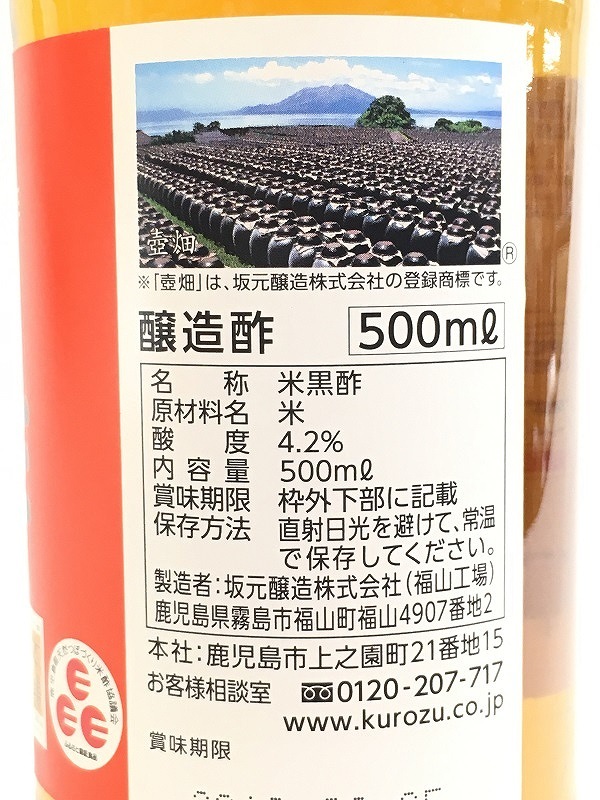 壺畑
®
※「壺畑」は、坂元醸造株式会社の登録商標です。
醸造酢 500mℓ
名称 米黒酢
原材料名 米
酸度 4.2%
内容量 500mℓ
賞味期限 枠外下部に記載
保存方法 直射日光を避けて、常温
で保存してください。
製造者:坂元醸造株式会社(福山工場)
鹿児島県霧島市福山町福山4907番地2
本社:鹿児島市上之園町21番地15
お客様相談室 0120-207-717
www.kurozu.co.jp
賞味期限